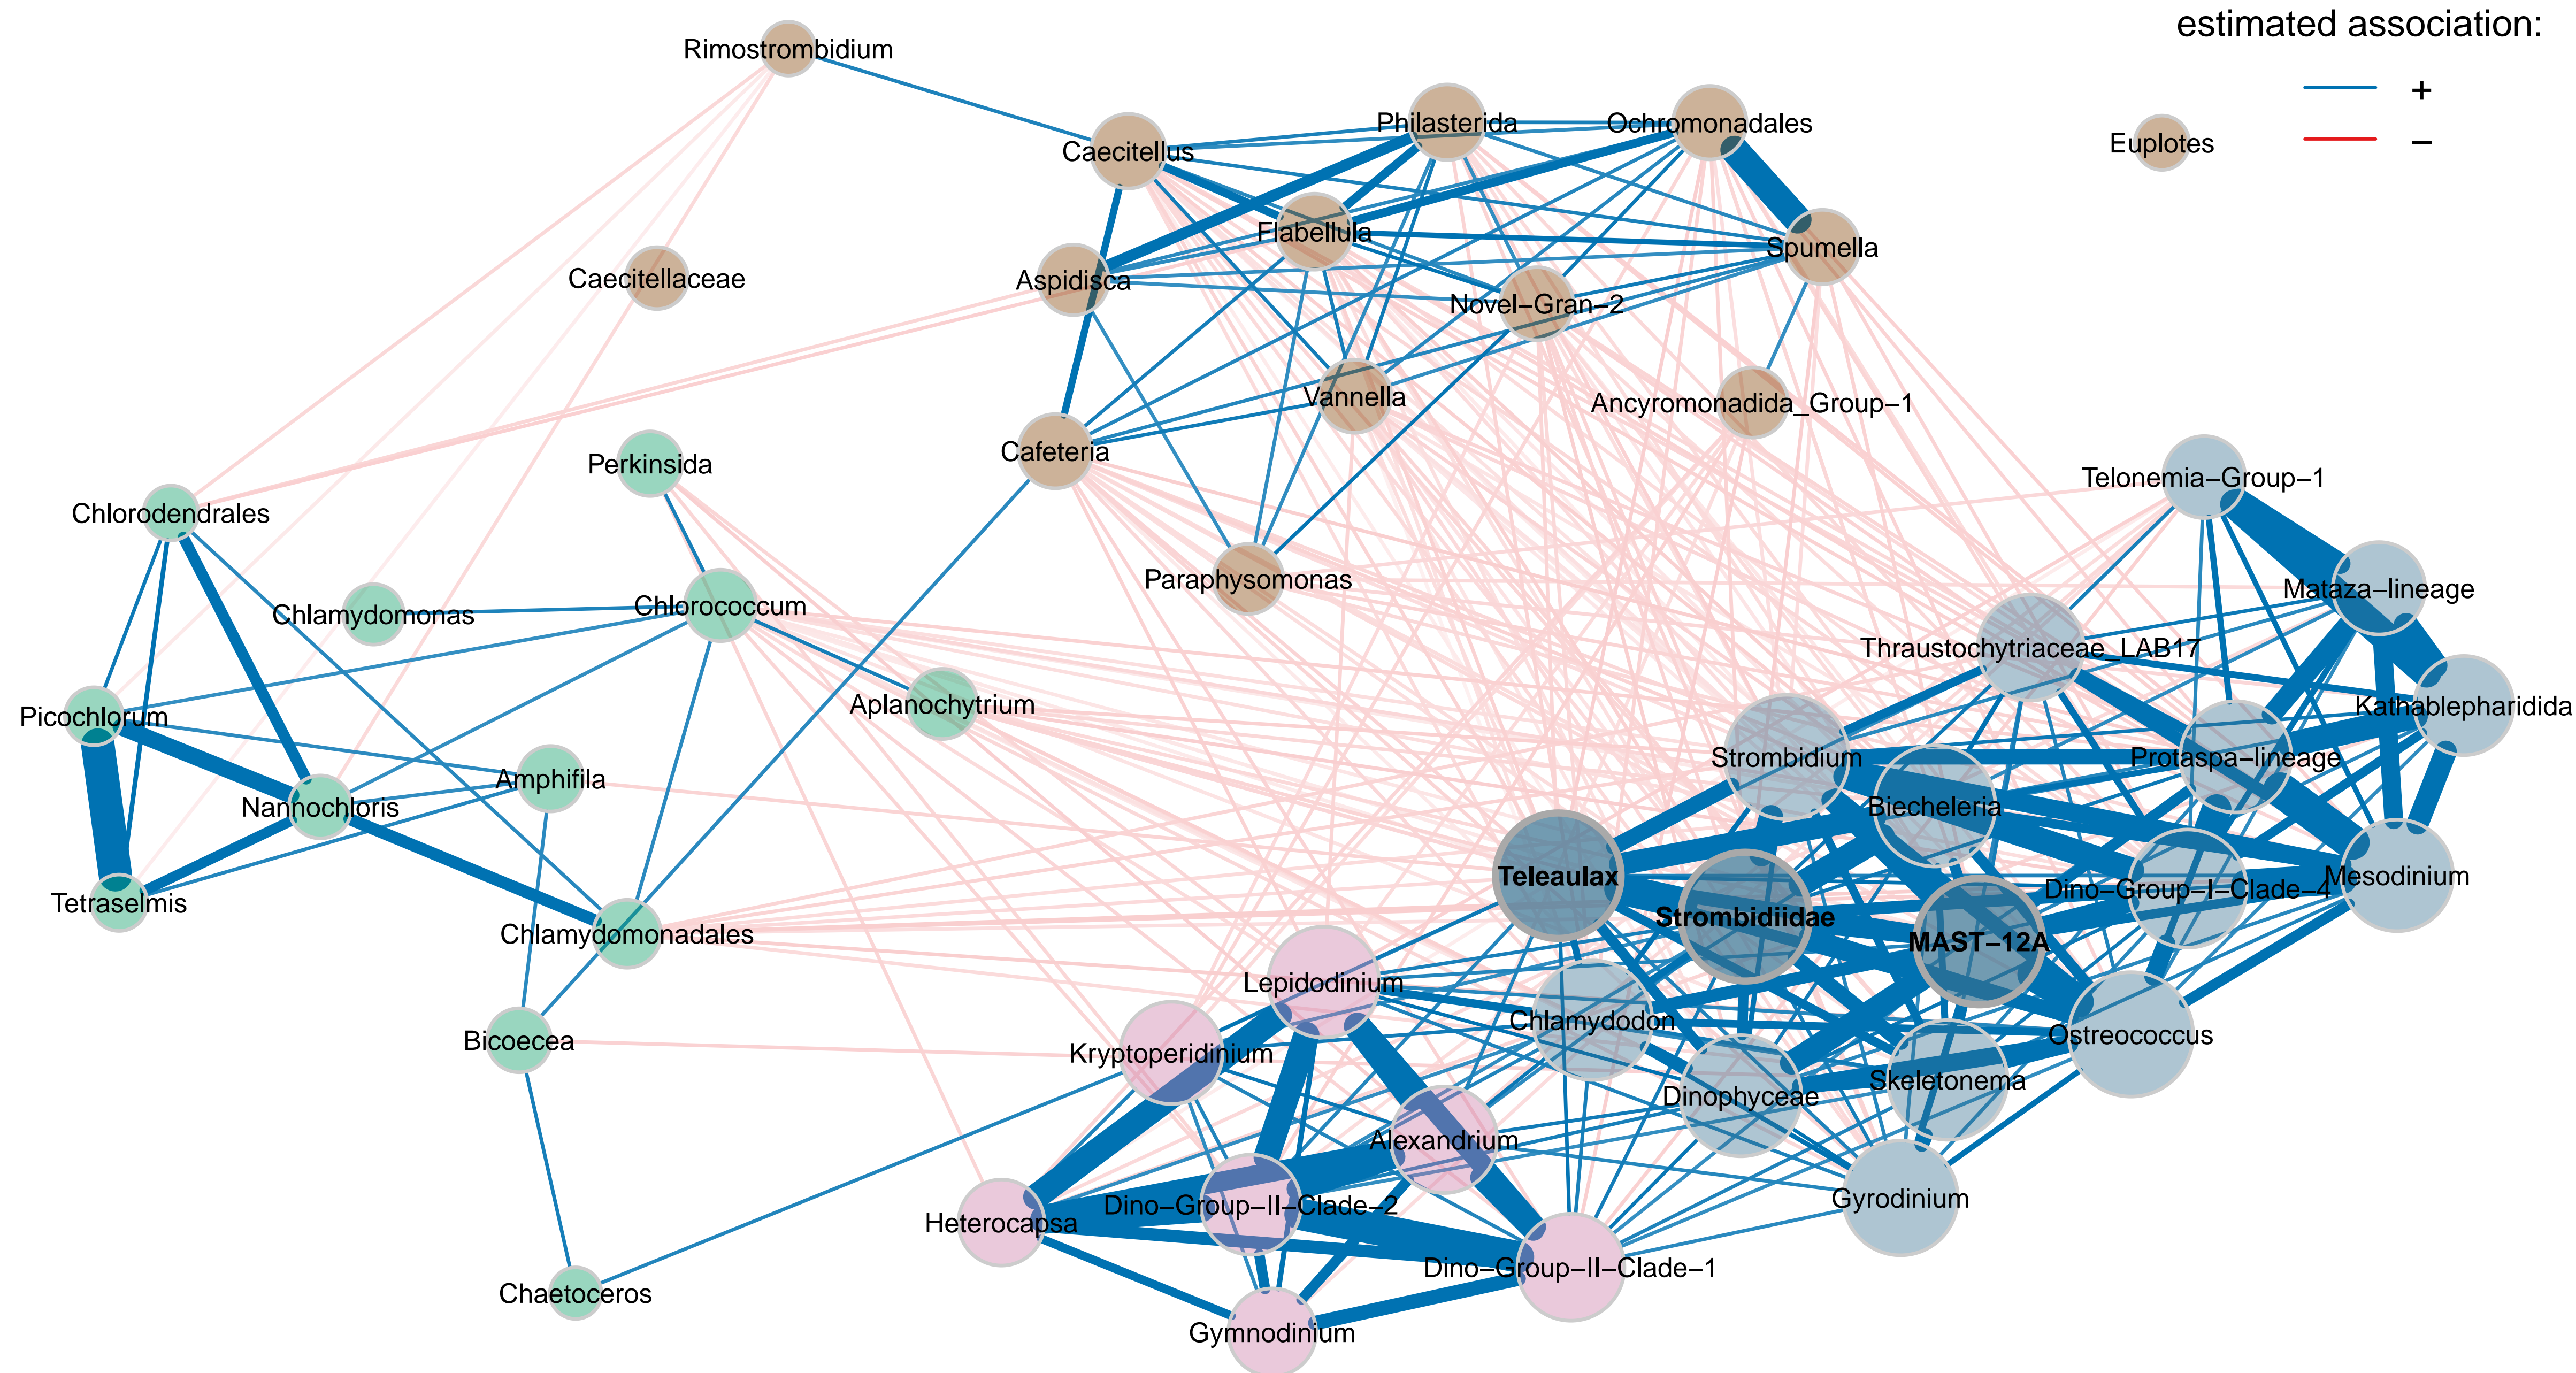 estimated association:
+
−
Rimostrombidium
Philasterida
Ochromonadales
Caecitellus
Euplotes
Flabellula
Spumella
Caecitellaceae
Aspidisca
Novel−Gran−2
Vannella
Ancyromonadida_Group−1
Cafeteria
Perkinsida
Telonemia−Group−1
Chlorodendrales
Paraphysomonas
Mataza−lineage
Chlamydomonas
Chlorococcum
Thraustochytriaceae_LAB17
Aplanochytrium
Kathablepharidida
Picochlorum
Strombidium
Protaspa−lineage
Amphifila
Nannochloris
Biecheleria
Teleaulax
Mesodinium
Dino−Group−I−Clade−4
Tetraselmis
Strombidiidae
Chlamydomonadales
MAST−12A
Lepidodinium
Chlamydodon
Ostreococcus
Bicoecea
Kryptoperidinium
Skeletonema
Dinophyceae
Alexandrium
Gyrodinium
Dino−Group−II−Clade−2
Heterocapsa
Dino−Group−II−Clade−1
Chaetoceros
Gymnodinium